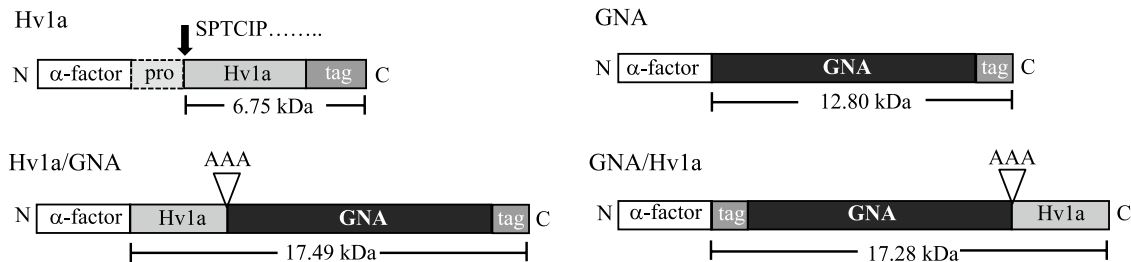 Hv1a
SPTCIP........
N α-factor pro Hv1a tag C
6.75 kDa
GNA
N α-factor GNA tag C
12.80 kDa
Hv1a/GNA
AAA
N α-factor Hv1a GNA tag C
17.49 kDa
GNA/Hv1a
AAA
N α-factor tag GNA Hv1a C
17.28 kDa